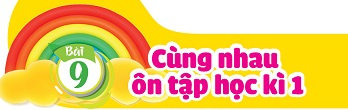 Bài
9
Cùng nhau
ôn tập học kì 1